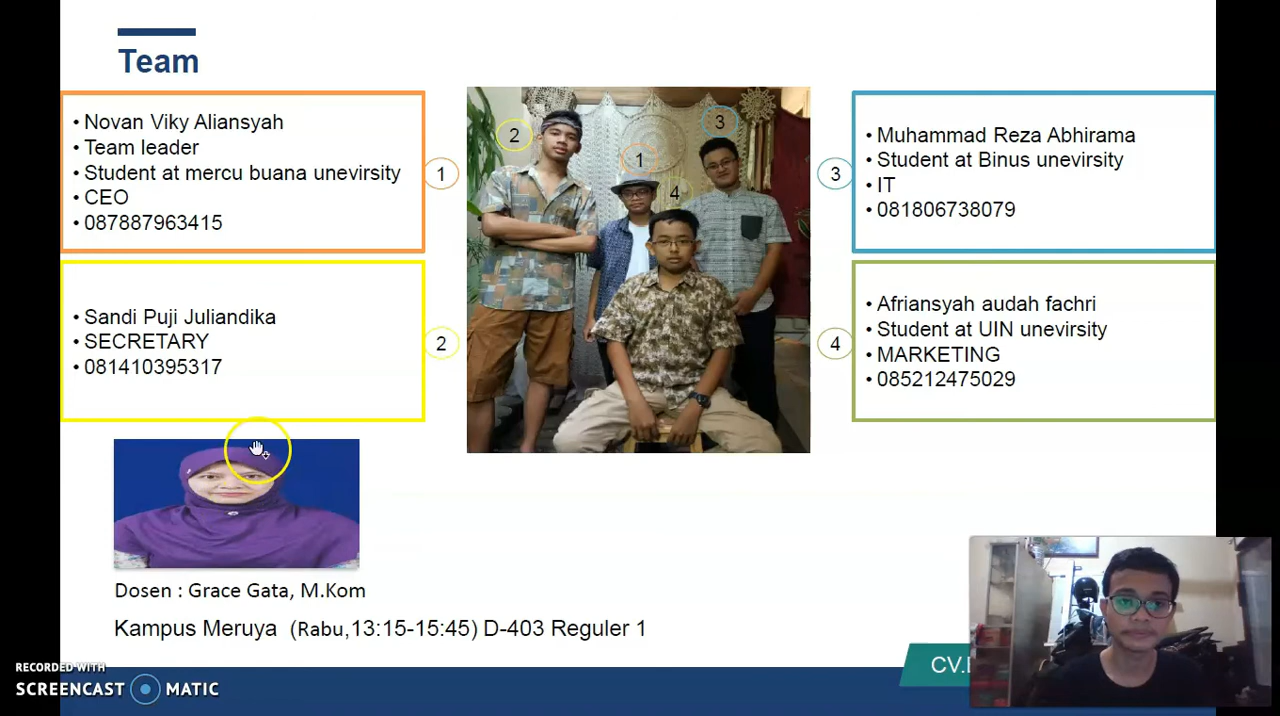 Team
• Novan Viky Aliansyah
• Team leader
• Student at mercu buana unevirsity
• CEO
• 087887963415
1
• Sandi Puji Juliandika
• SECRETARY
• 081410395317
2
2
1
3
4
3
• Muhammad Reza Abhirama
• Student at Binus unevirsity
• IT
• 081806738079
4
• Afriansyah audah fachri
• Student at UIN unevirsity
• MARKETING
• 085212475029
Dosen : Grace Gata, M.Kom
Kampus Meruya (Rabu,13:15-15:45) D-403 Reguler 1
RECORDED WITH
SCREENCAST MATIC